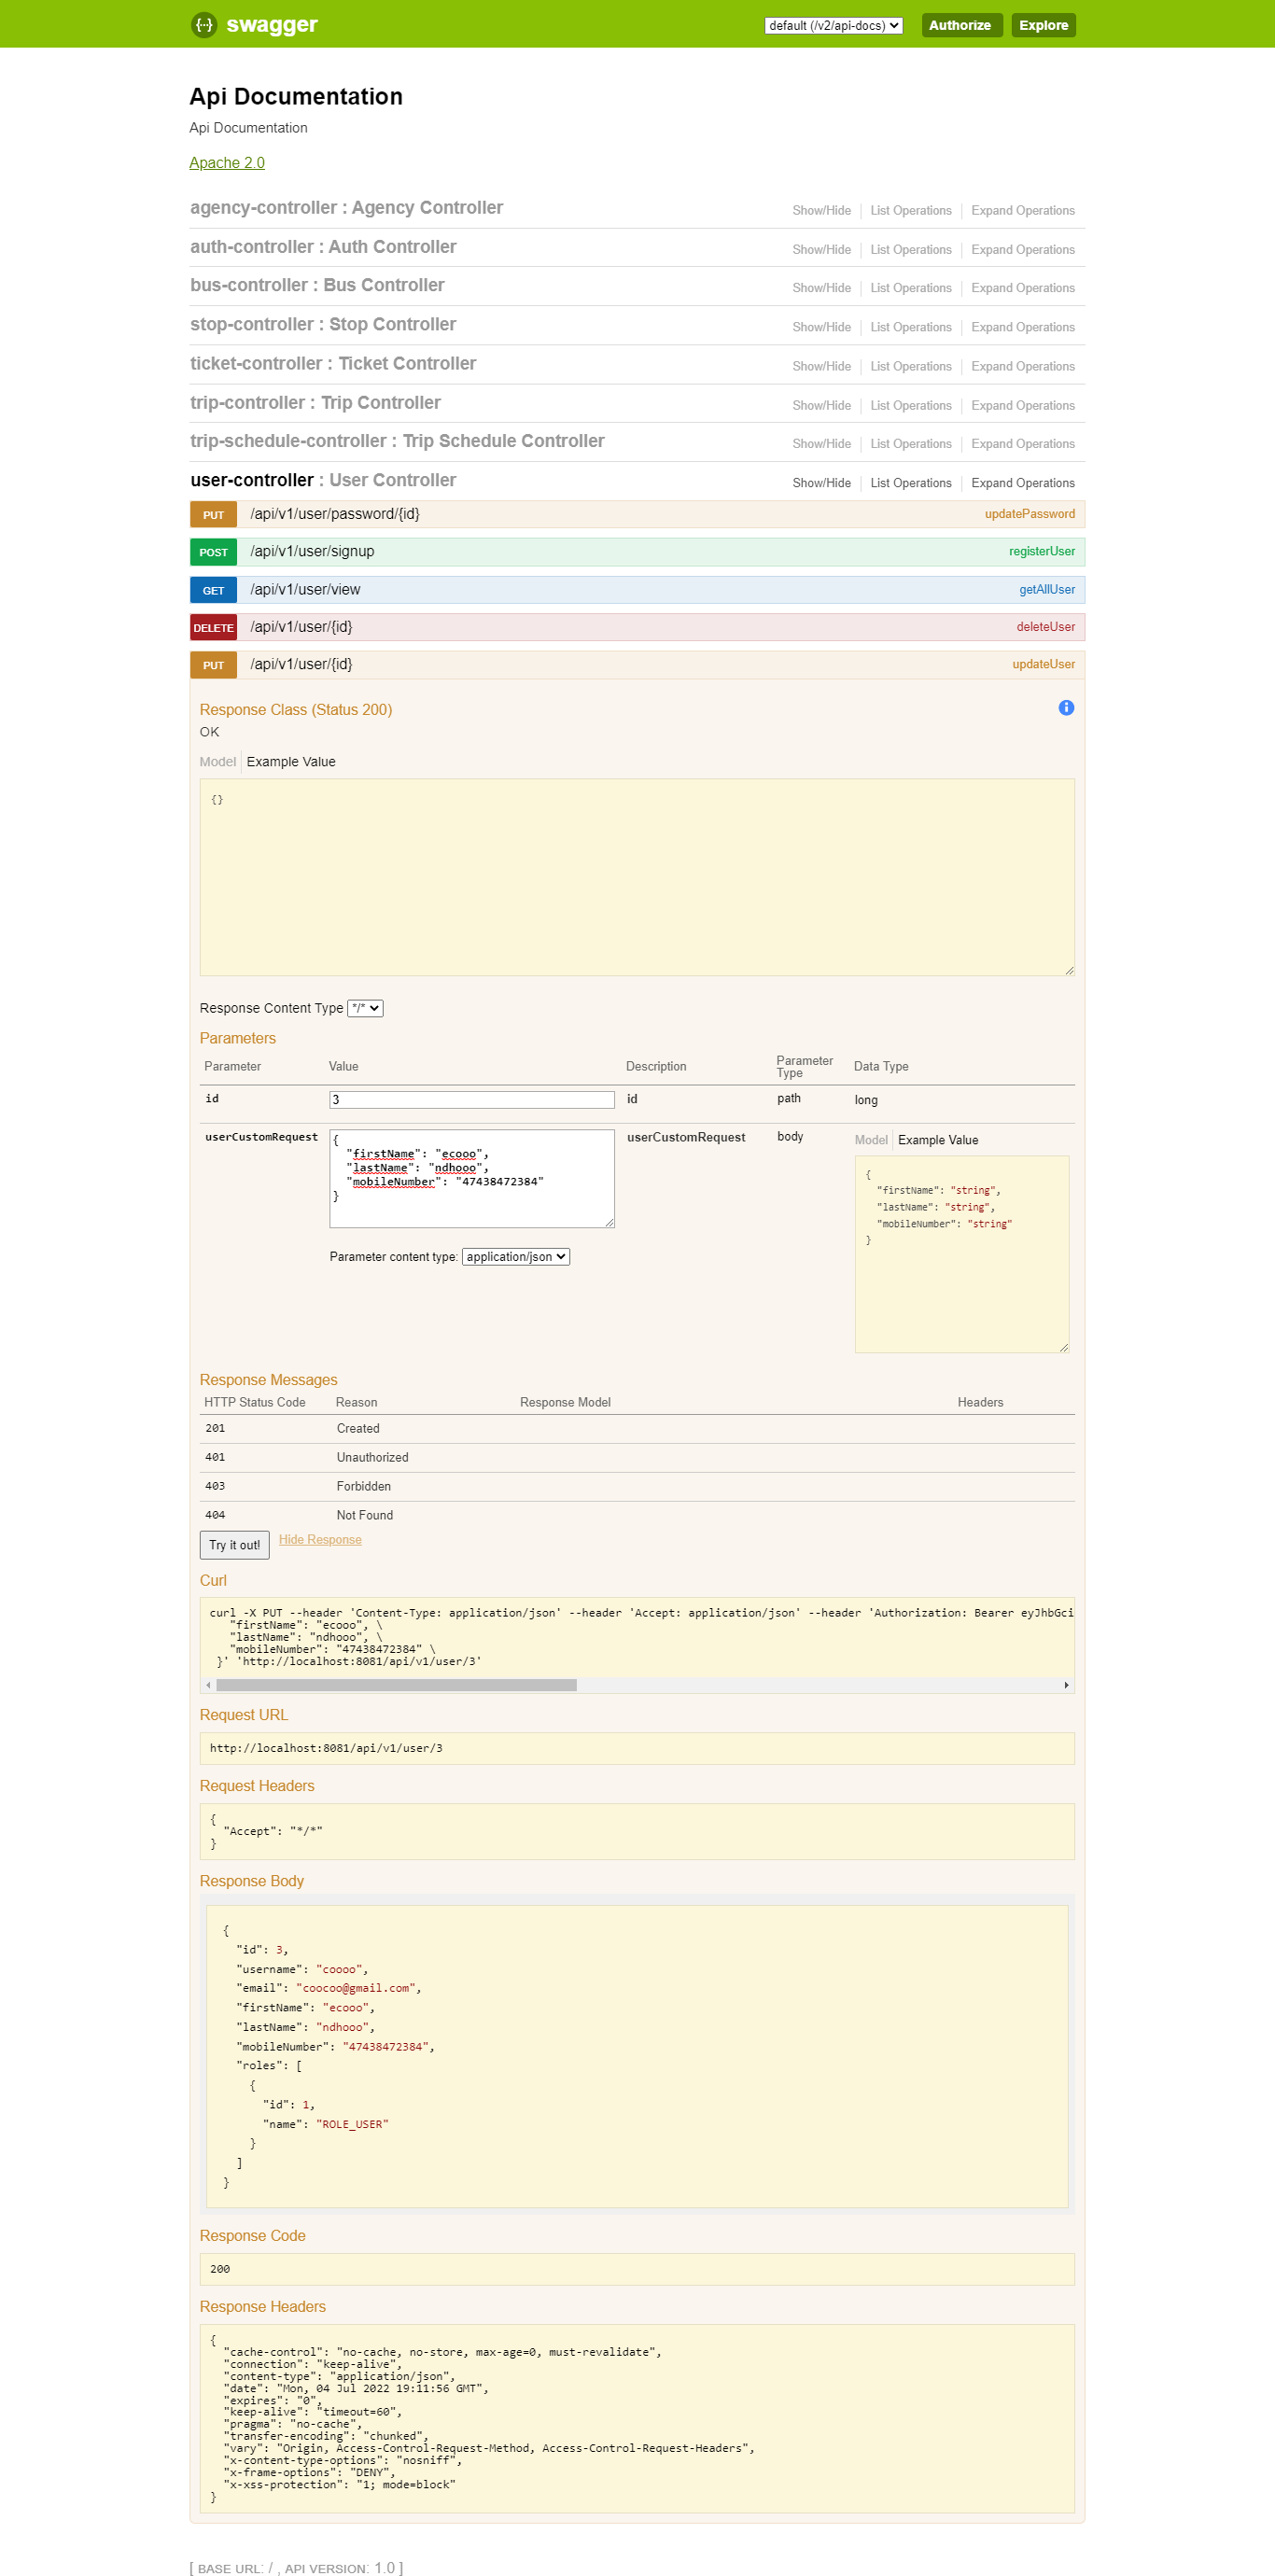 {···} swagger default (/v2/api-docs) Authorize Explore
Api Documentation
Api Documentation
Apache 2.0
agency-controller : Agency Controller Show/Hide List Operations Expand Operations
auth-controller : Auth Controller Show/Hide List Operations Expand Operations
bus-controller : Bus Controller Show/Hide List Operations Expand Operations
stop-controller : Stop Controller Show/Hide List Operations Expand Operations
ticket-controller : Ticket Controller Show/Hide List Operations Expand Operations
trip-controller : Trip Controller Show/Hide List Operations Expand Operations
trip-schedule-controller : Trip Schedule Controller Show/Hide List Operations Expand Operations
user-controller : User Controller Show/Hide List Operations Expand Operations
PUT /api/v1/user/password/{id} updatePassword
POST /api/v1/user/signup registerUser
GET /api/v1/user/view getAllUser
DELETE /api/v1/user/{id} deleteUser
PUT /api/v1/user/{id} updateUser
Response Class (Status 200)
OK
Model Example Value
{}
Response Content Type */*
Parameters
Parameter Value Description Parameter Type Data Type
id 3 id path long
userCustomRequest
{
"firstName": "ecooo",
"lastName": "ndhooo",
"mobileNumber": "47438472384"
}
Parameter content type: application/json
userCustomRequest body
Model Example Value
{
"firstName": "string",
"lastName": "string",
"mobileNumber": "string"
}
Response Messages
HTTP Status Code Reason Response Model Headers
201 Created
401 Unauthorized
403 Forbidden
404 Not Found
Try it out! Hide Response
Curl
curl -X PUT --header 'Content-Type: application/json' --header 'Accept: application/json' --header 'Authorization: Bearer eyJhbGci
"firstName": "ecooo", \
"lastName": "ndhooo", \
"mobileNumber": "47438472384" \
}' 'http://localhost:8081/api/v1/user/3'
Request URL
http://localhost:8081/api/v1/user/3
Request Headers
{
"Accept": "*/*"
}
Response Body
{
"id": 3,
"username": "coooo",
"email": "coocoo@gmail.com",
"firstName": "ecooo",
"lastName": "ndhooo",
"mobileNumber": "47438472384",
"roles": [
{
"id": 1,
"name": "ROLE_USER"
}
]
}
Response Code
200
Response Headers
{
"cache-control": "no-cache, no-store, max-age=0, must-revalidate",
"connection": "keep-alive",
"content-type": "application/json",
"date": "Mon, 04 Jul 2022 19:11:56 GMT",
"expires": "0",
"keep-alive": "timeout=60",
"pragma": "no-cache",
"transfer-encoding": "chunked",
"vary": "Origin, Access-Control-Request-Method, Access-Control-Request-Headers",
"x-content-type-options": "nosniff",
"x-frame-options": "DENY",
"x-xss-protection": "1; mode=block"
}
[ BASE URL: / , API VERSION: 1.0 ]